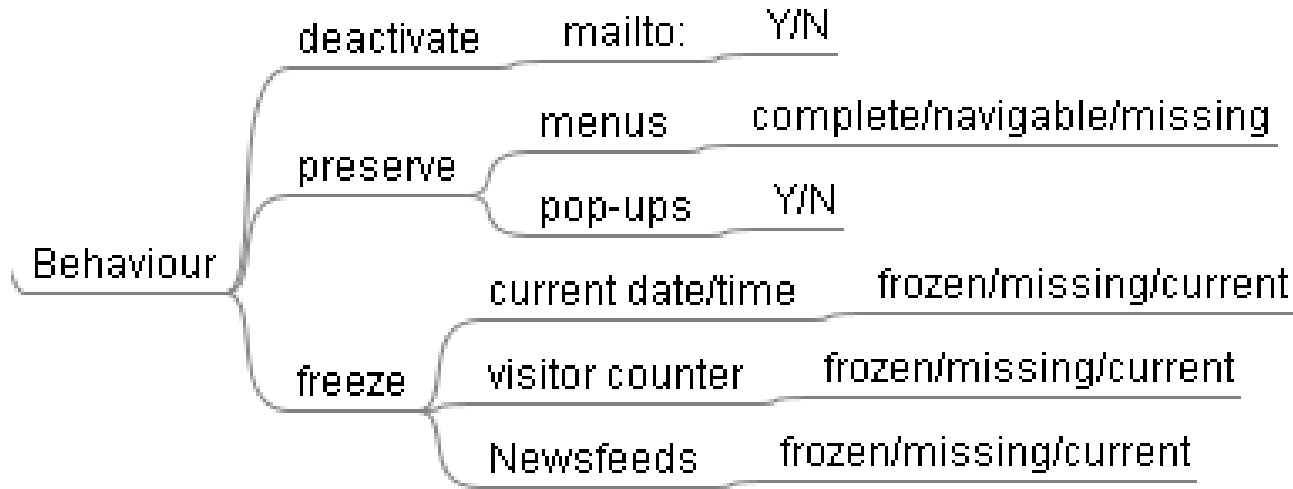 deactivate mailto: Y/N
menus complete/navigable/missing
preserve
pop-ups Y/N
Behaviour
current date/time frozen/missing/current
freeze visitor counter frozen/missing/current
Newsfeeds frozen/missing/current